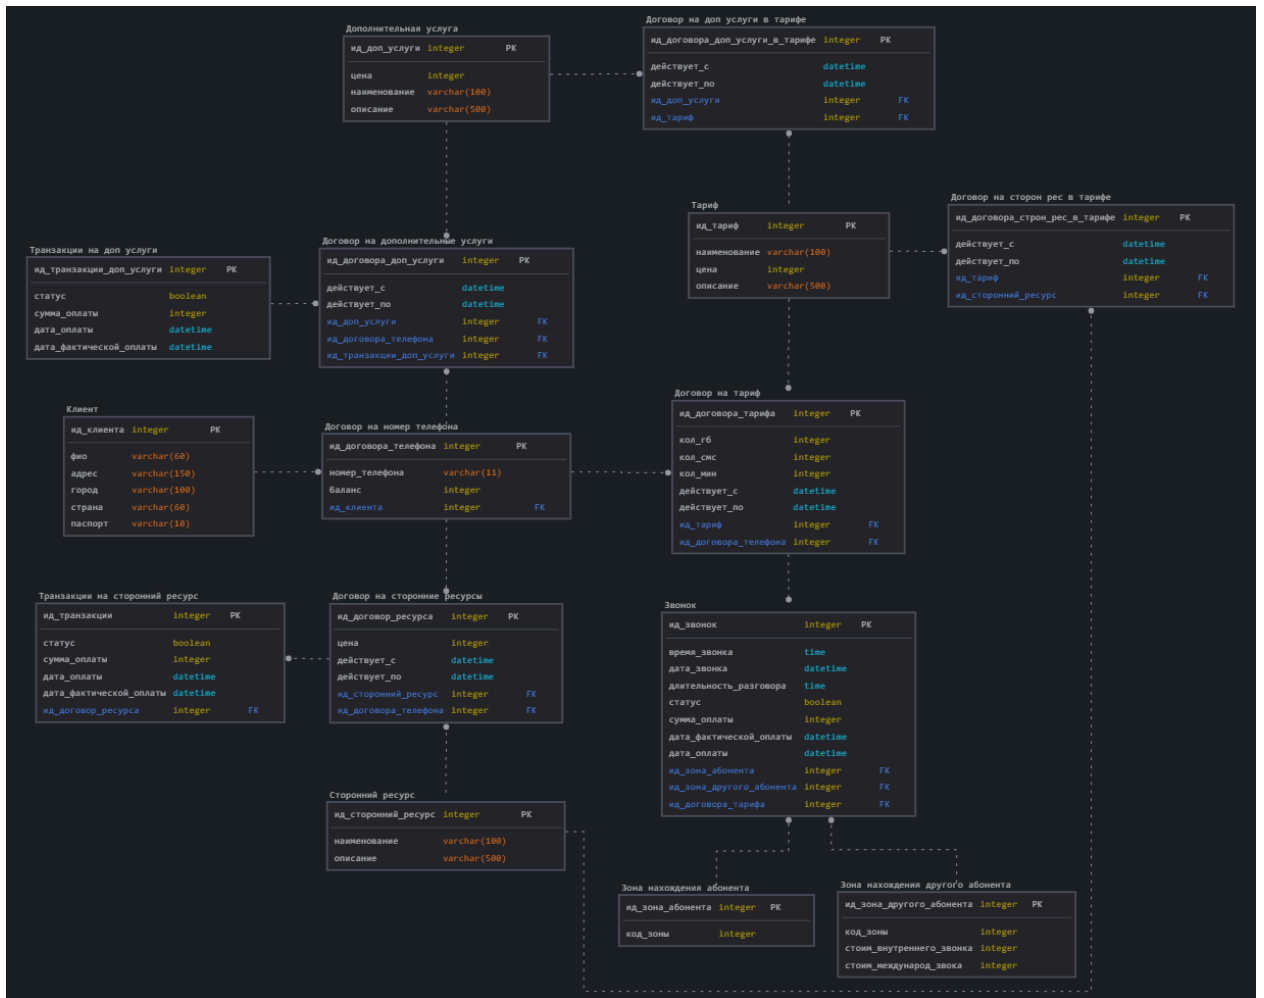 Дополнительная услуга
ид_доп_услуги integer PK
цена integer
наименование varchar(100)
описание varchar(500)
Договор на доп услуги в тарифе
ид_договора_доп_услуги_в_тарифе integer PK
действует_с datetime
действует_по datetime
ид_доп_услуги integer FK
ид_тариф integer FK
Тариф
ид_тариф integer PK
наименование varchar(100)
цена integer
описание varchar(500)
Договор на сторон рес в тарифе
ид_договора_строн_рес_в_тарифе integer PK
действует_с datetime
действует_по datetime
ид_тариф integer FK
ид_сторонний_ресурс integer FK
Транзакции на доп услуги
ид_транзакции_доп_услуги integer PK
статус boolean
сумма_оплаты integer
дата_оплаты datetime
дата_фактической_оплаты datetime
Договор на дополнительные услуги
ид_договора_доп_услуги integer PK
действует_с datetime
действует_по datetime
ид_доп_услуги integer FK
ид_договора_телефона integer FK
ид_транзакции_доп_услуги integer FK
Клиент
ид_клиента integer PK
фио varchar(60)
адрес varchar(150)
город varchar(100)
страна varchar(60)
паспорт varchar(10)
Договор на номер телефона
ид_договора_телефона integer PK
номер_телефона varchar(11)
баланс integer
ид_клиента integer FK
Договор на тариф
ид_договора_тарифа integer PK
кол_гб integer
кол_смс integer
кол_мин integer
действует_с datetime
действует_по datetime
ид_тариф integer FK
ид_договора_телефона integer FK
Транзакции на сторонний ресурс
ид_транзакции integer PK
статус boolean
сумма_оплаты integer
дата_оплаты datetime
дата_фактической_оплаты datetime
ид_договор_ресурса integer FK
Договор на сторонние ресурсы
ид_договор_ресурса integer PK
цена integer
действует_с datetime
действует_по datetime
ид_сторонний_ресурс integer FK
ид_договора_телефона integer FK
Звонок
ид_звонок integer PK
время_звонка time
дата_звонка datetime
длительность_разговора time
статус boolean
сумма_оплаты integer
дата_фактической_оплаты datetime
дата_оплаты datetime
ид_зона_абонента integer FK
ид_зона_другого_абонента integer FK
ид_договора_тарифа integer FK
Сторонний ресурс
ид_сторонний_ресурс integer PK
наименование varchar(100)
описание varchar(500)
Зона нахождения абонента
ид_зона_абонента integer PK
код_зоны integer
Зона нахождения другого абонента
ид_зона_другого_абонента integer PK
код_зоны integer
стоим_внутреннего_звонка integer
стоим_международ_звока integer